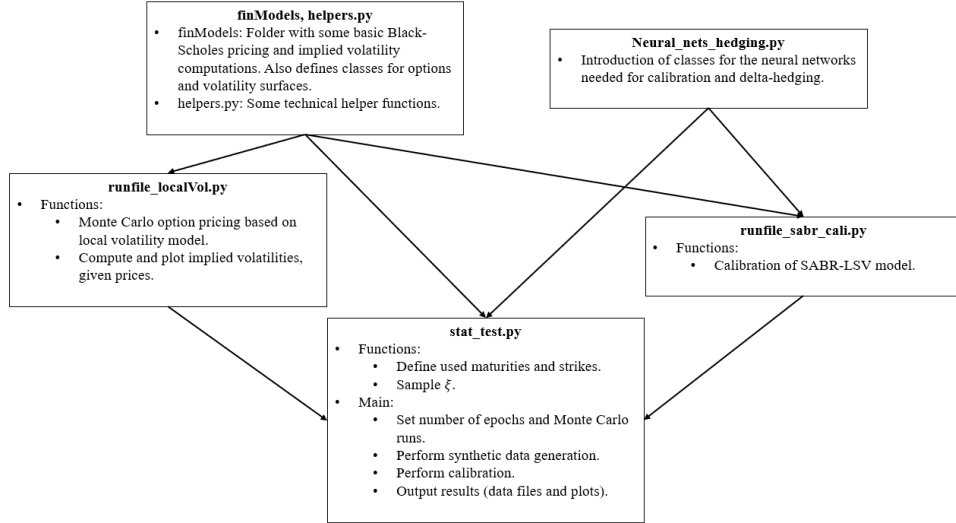 finModels, helpers.py
• finModels: Folder with some basic Black-
Scholes pricing and implied volatility
computations. Also defines classes for options
and volatility surfaces.
• helpers.py: Some technical helper functions.
Neural_nets_hedging.py
• Introduction of classes for the neural networks
needed for calibration and delta-hedging.
runfile_localVol.py
• Functions:
• Monte Carlo option pricing based on
local volatility model.
• Compute and plot implied volatilities,
given prices.
runfile_sabr_cali.py
• Functions:
• Calibration of SABR-LSV model.
stat_test.py
• Functions:
• Define used maturities and strikes.
• Sample ξ.
• Main:
• Set number of epochs and Monte Carlo
runs.
• Perform synthetic data generation.
• Perform calibration.
• Output results (data files and plots).